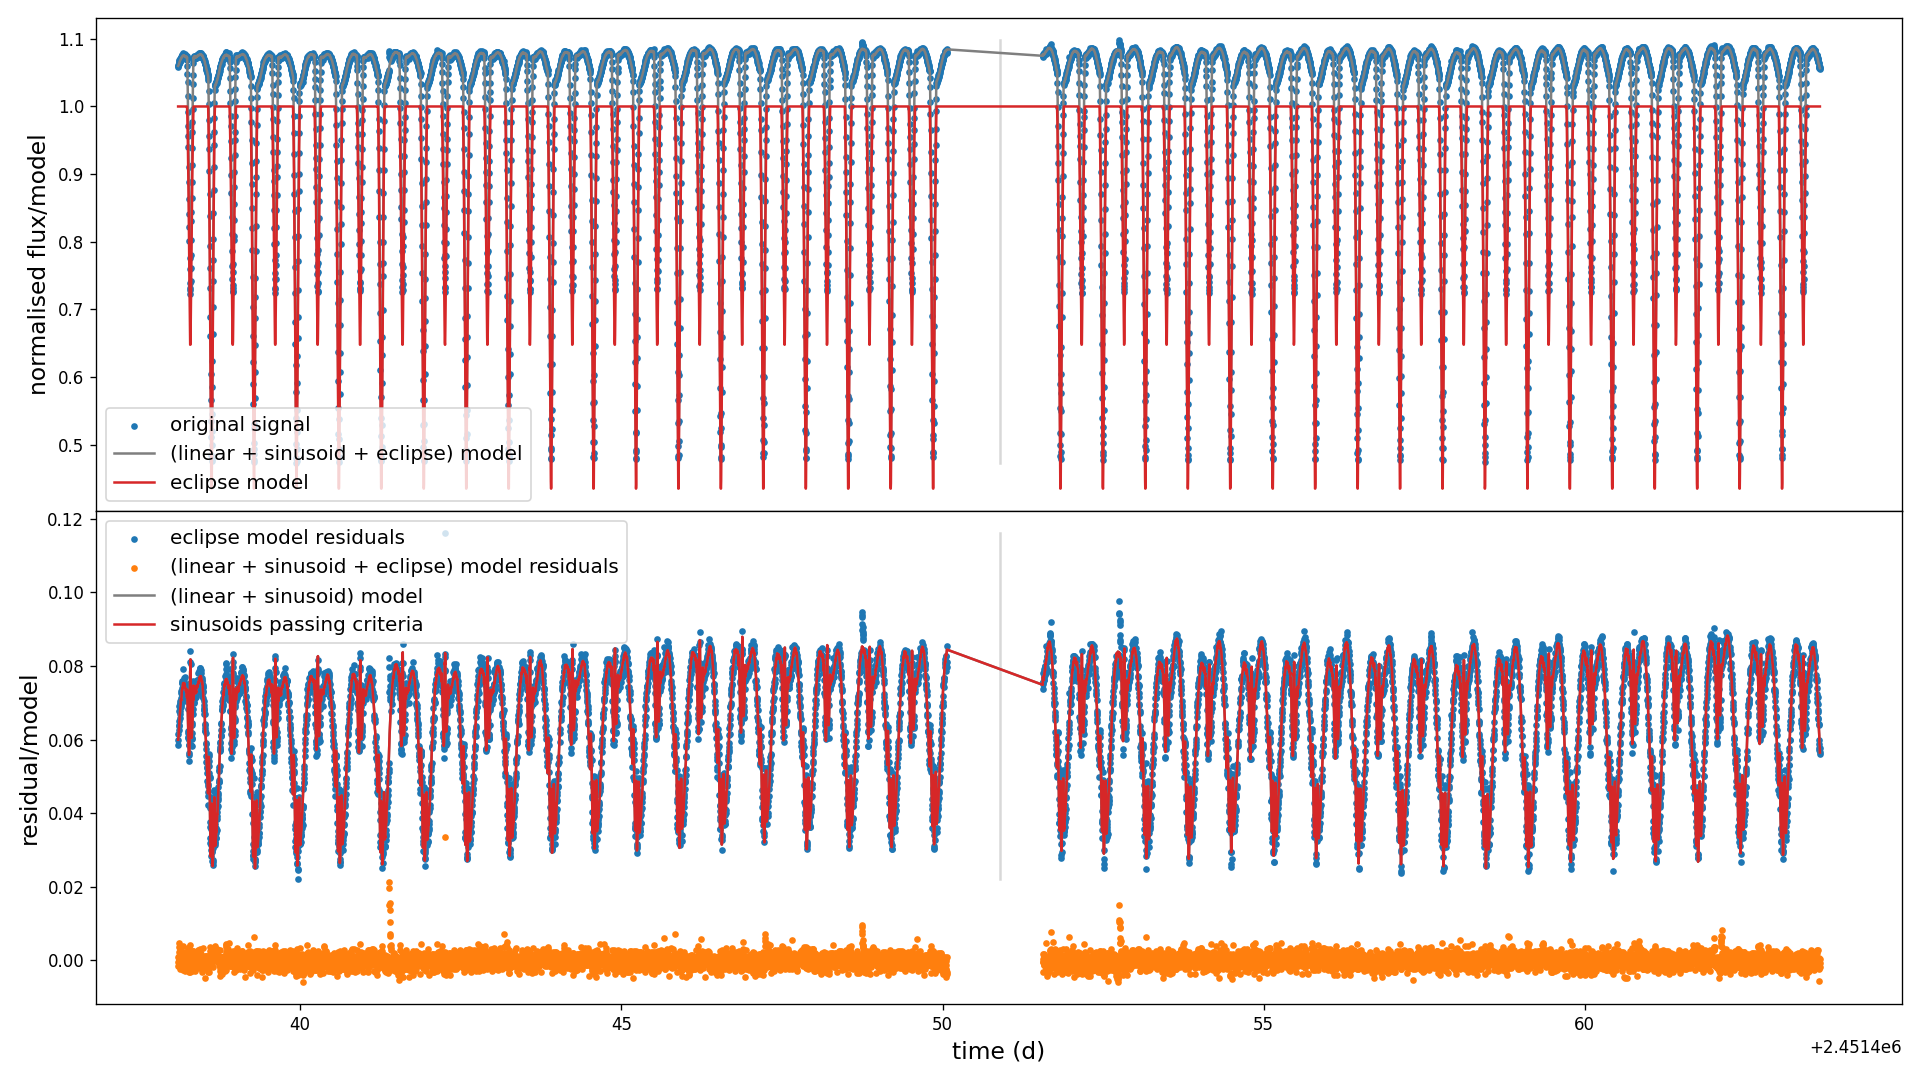 normalised flux/model
1.1
1.0
0.9
0.8
0.7
0.6
0.5
original signal
(linear + sinusoid + eclipse) model
eclipse model
residual/model
0.12
0.10
0.08
0.06
0.04
0.02
0.00
eclipse model residuals
(linear + sinusoid + eclipse) model residuals
(linear + sinusoid) model
sinusoids passing criteria
40 45 50 55 60
time (d)
+2.4514e6